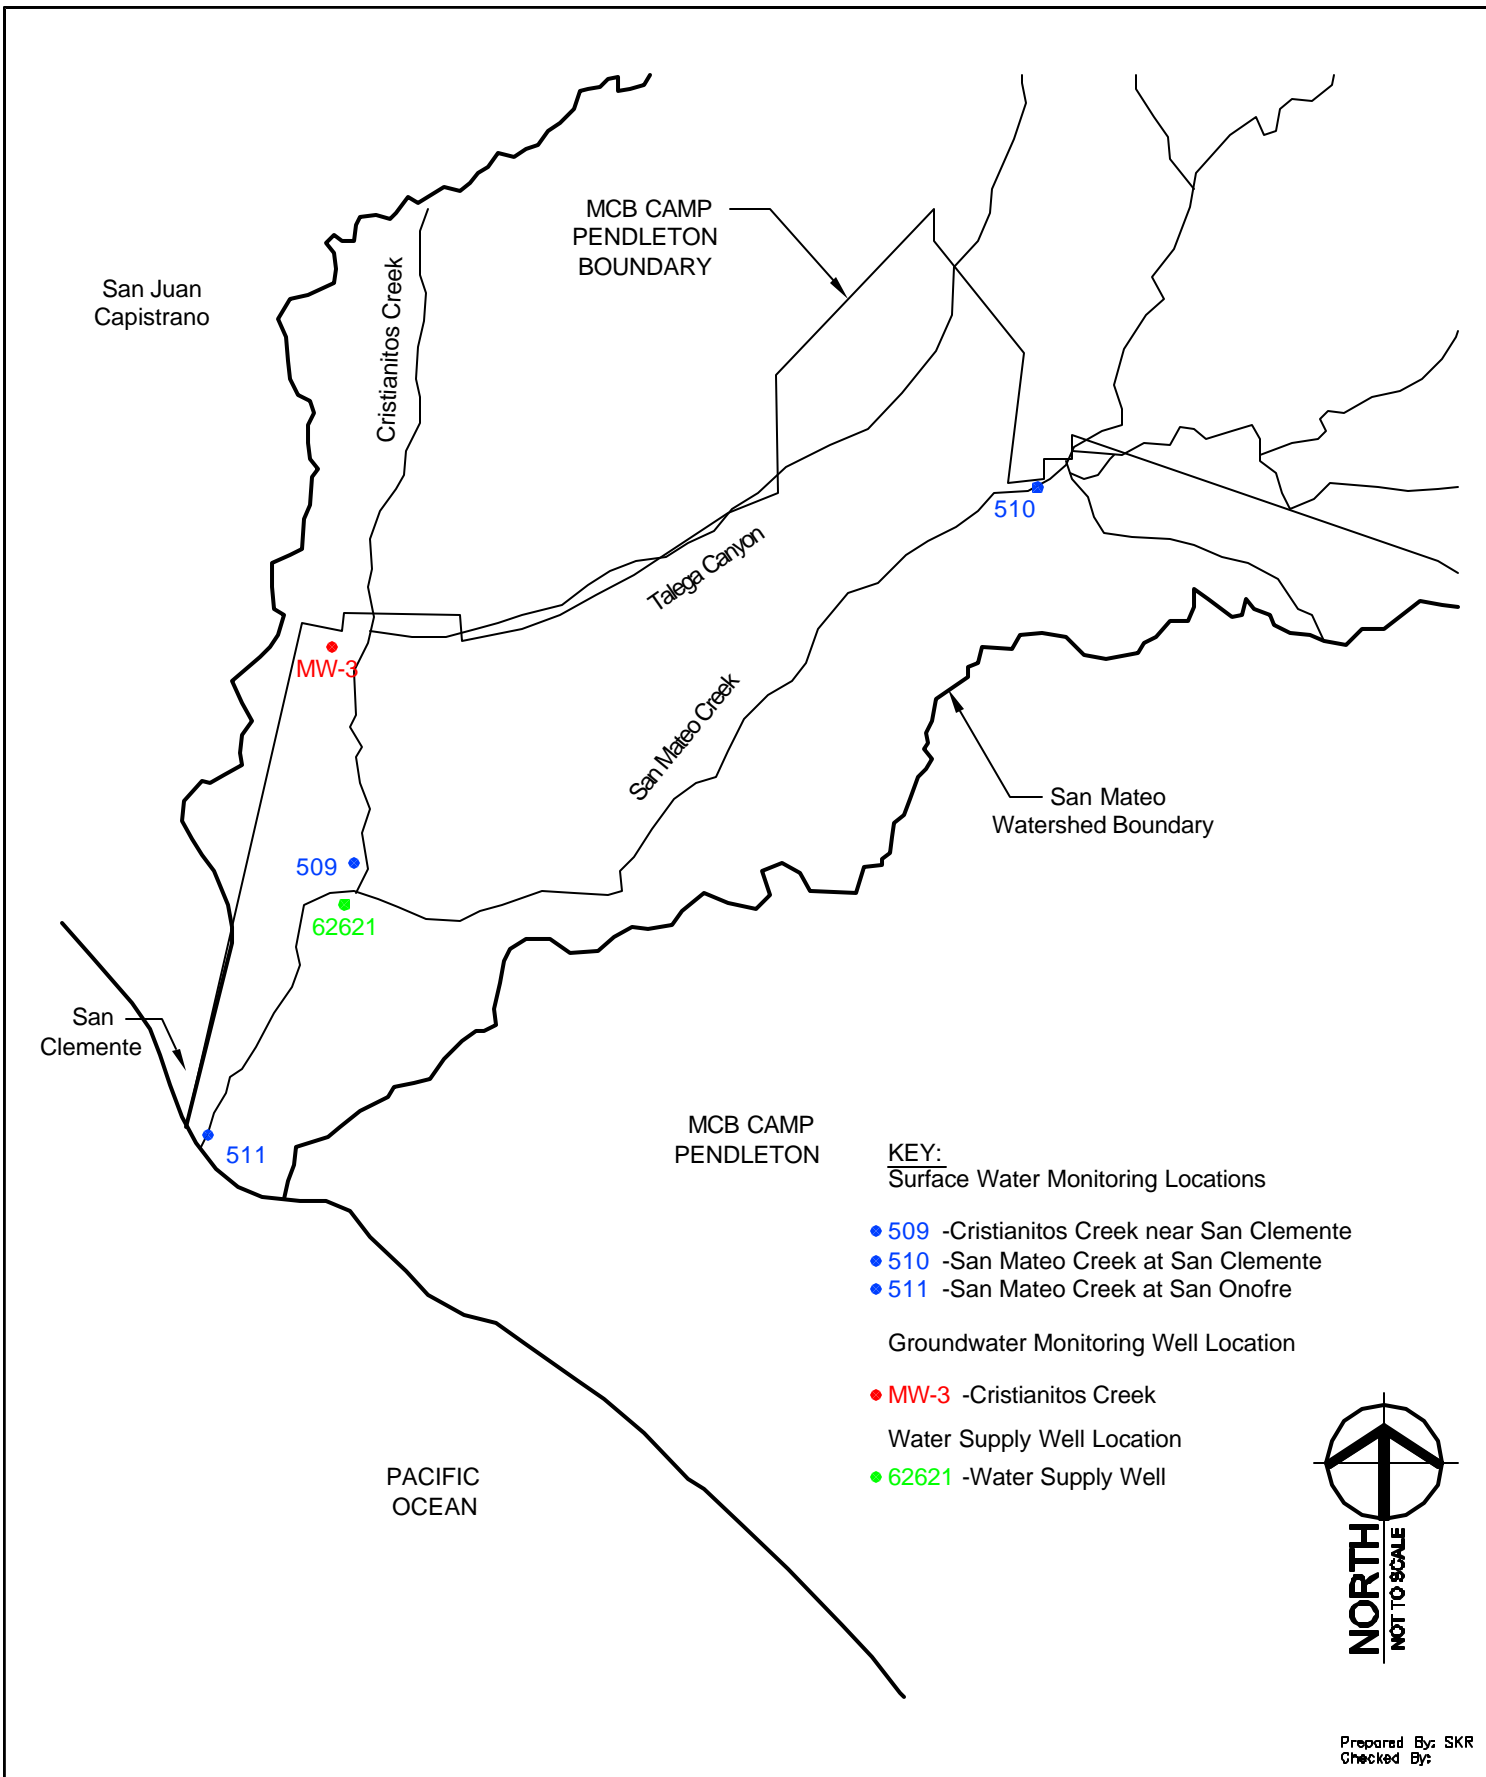 MCB CAMP
PENDLETON
BOUNDARY
San Juan
Capistrano
Cristianitos Creek
510
Talega Canyon
MW-3
San Mateo Creek
San Mateo
Watershed Boundary
509
62621
San
Clemente
511
MCB CAMP
PENDLETON
KEY:
Surface Water Monitoring Locations
509 -Cristianitos Creek near San Clemente
510 -San Mateo Creek at San Clemente
511 -San Mateo Creek at San Onofre
Groundwater Monitoring Well Location
MW-3 -Cristianitos Creek
Water Supply Well Location
62621 -Water Supply Well
PACIFIC
OCEAN
NORTH
NOT TO SCALE
Prepared By: SKR
Checked By: